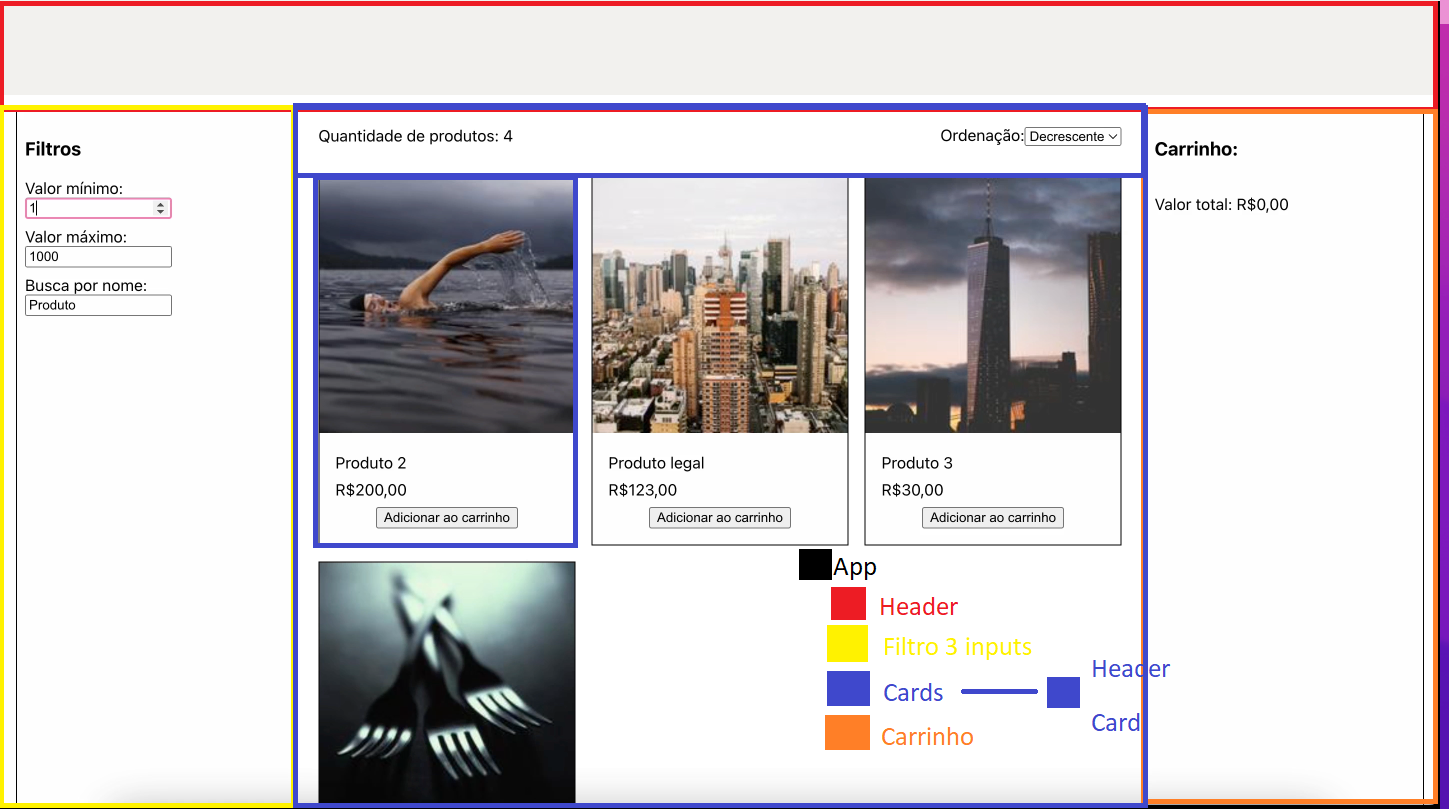 Quantidade de produtos: 4
Ordenação: Decrescente
Filtros
Valor mínimo:
1
Valor máximo:
1000
Busca por nome:
Produto
Produto 2
R$200,00
Adicionar ao carrinho
Produto legal
R$123,00
Adicionar ao carrinho
Produto 3
R$30,00
Adicionar ao carrinho
Carrinho:
Valor total: R$0,00
App
Header
Filtro 3 inputs
Cards
Carrinho
Header
Card